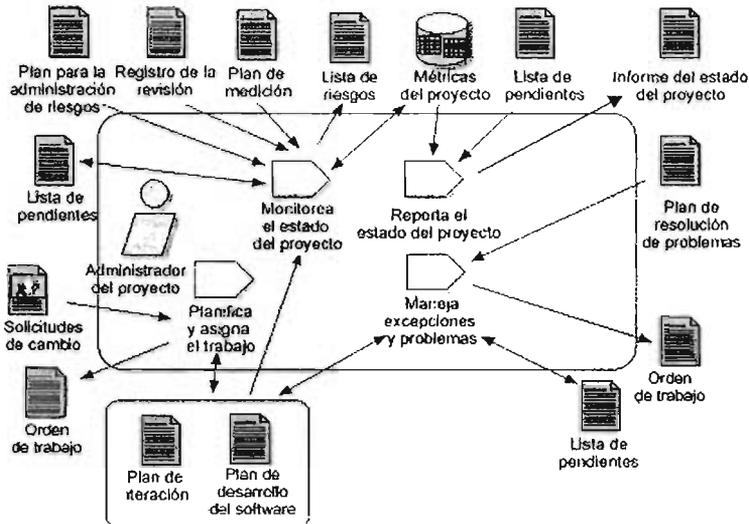 Plan para la
administración
de riesgos
Registro de la
revisión
Plan de
medición
Lista de
riesgos
Métricas
del proyecto
Lista de
pendientes
Informe del estado
del proyecto
Lista de
pendientes
Monitorea
el estado
del proyecto
Reporta el
estado del proyecto
Plan de
resolución
de problemas
Administrador
del proyecto
Solicitudes
de cambio
Planifica
y asigna
el trabajo
Maneja
excepciones
y problemas
Orden
de trabajo
Orden
de trabajo
Lista de
pendientes
Plan de
iteración
Plan de
desarrollo
del software